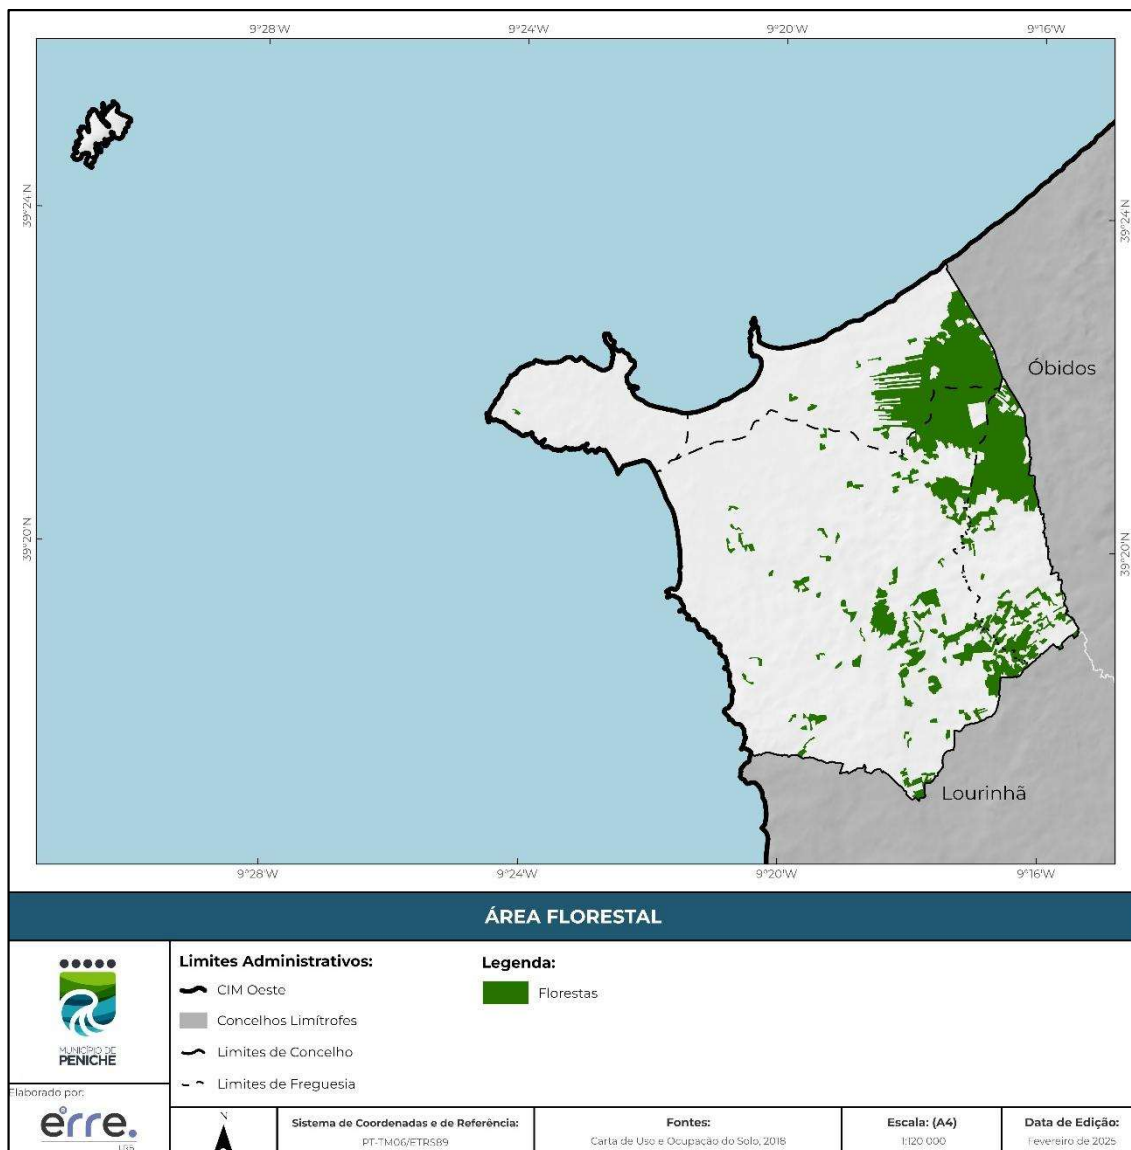 9°28'W 9°24'W 9°20'W 9°16'W
39°24'N 39°24'N
Óbidos
39°20'N 39°20'N
Lourinhã
9°28'W 9°24'W 9°20'W 9°16'W
ÁREA FLORESTAL
Limites Administrativos:
CIM Oeste
Concelhos Limítrofes
Limites de Concelho
Limites de Freguesia
Legenda:
Florestas
MUNICÍPIO DE
PENICHE
Elaborado por:
érre.
LRB
N
Sistema de Coordenadas e de Referência:
PT-TM06/ETRS89
Fontes:
Carta de Uso e Ocupação do Solo, 2018
Escala: (A4)
1:120 000
Data de Edição:
Fevereiro de 2025